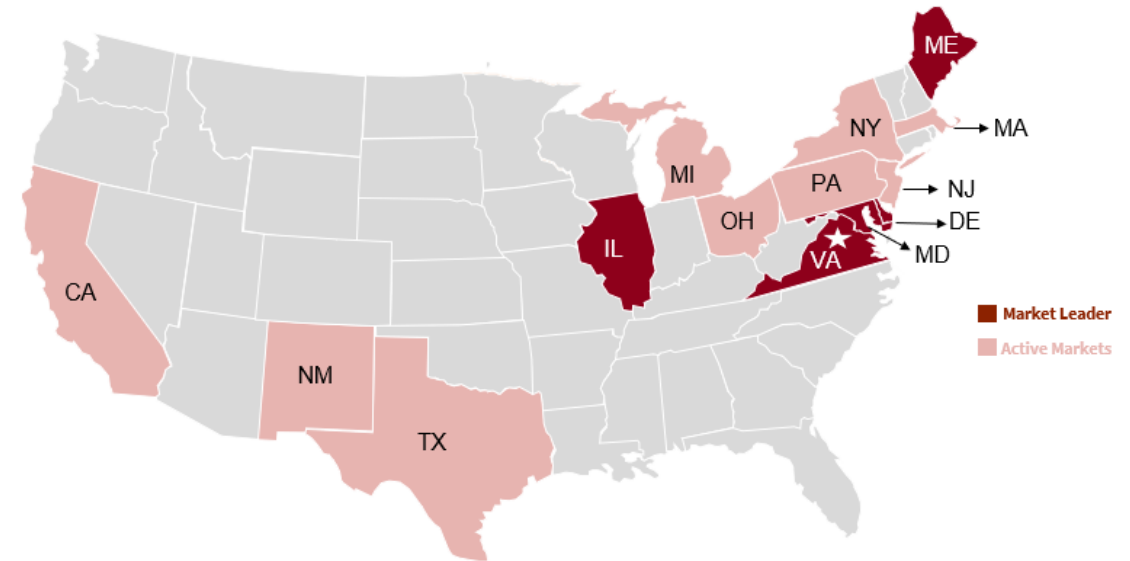 ME
NY
MA
MI
PA
NJ
OH
DE
IL
MD
VA
CA
Market Leader
Active Markets
NM
TX